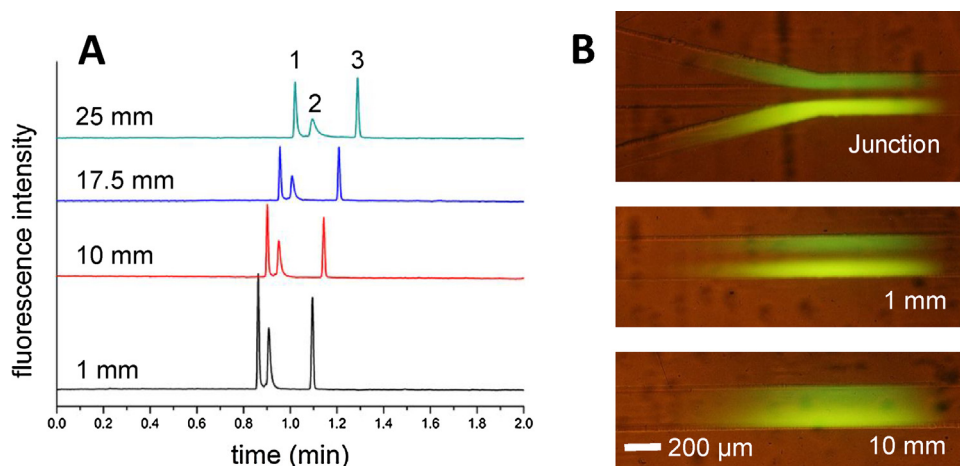 A
1
3
2
25 mm
17.5 mm
10 mm
1 mm
fluorescence intensity
0.0 0.2 0.4 0.6 0.8 1.0 1.2 1.4 1.6 1.8 2.0
time (min)
B
Junction
1 mm
200 µm
10 mm